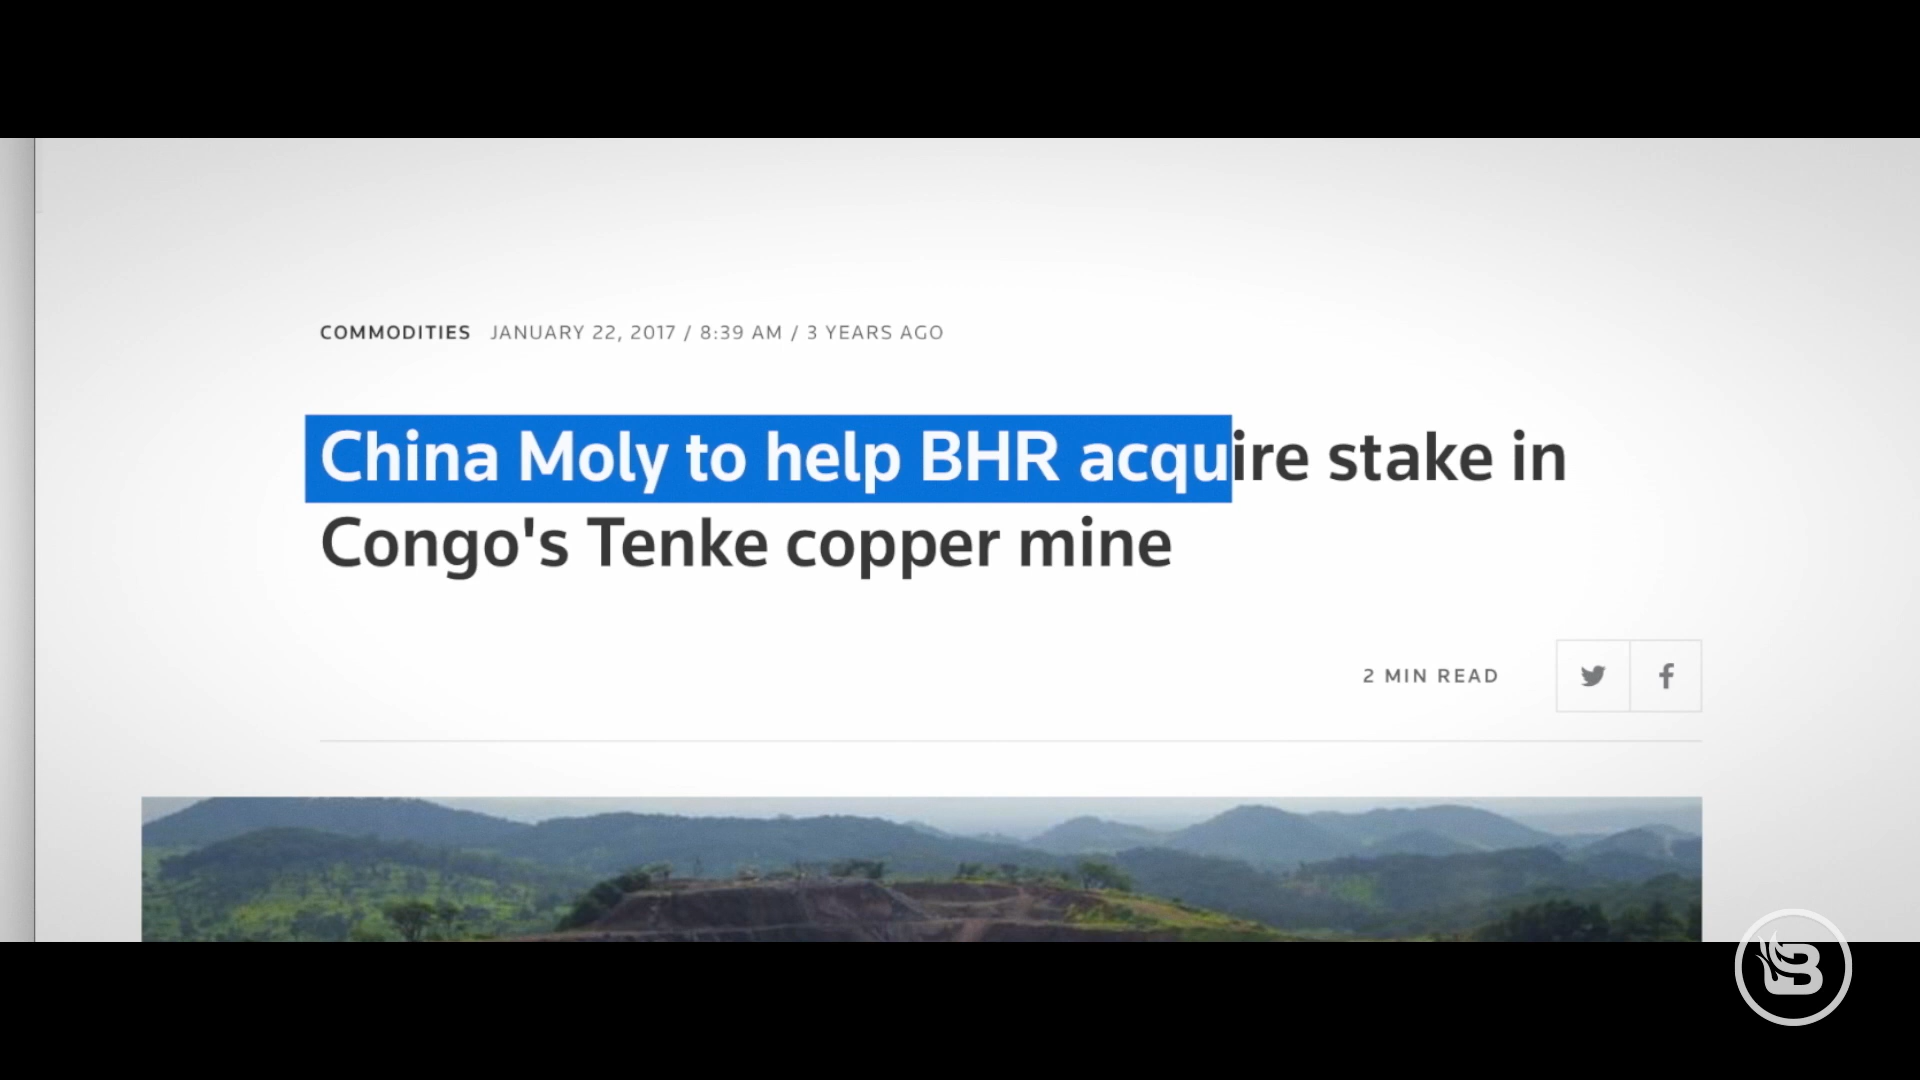 COMMODITIES JANUARY 22, 2017 / 8:39 AM / 3 YEARS AGO
China Moly to help BHR acquire stake in
Congo's Tenke copper mine
2 MIN READ